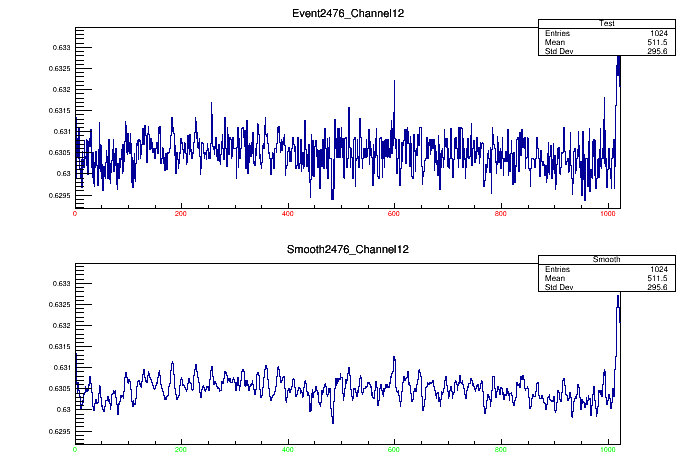 Event2476_Channel12
Test
Entries 1024
Mean 511.5
Std Dev 295.6
0.633
0.6325
0.632
0.6315
0.631
0.6305
0.63
0.6295
0 200 400 600 800 1000
Smooth2476_Channel12
Smooth
Entries 1024
Mean 511.5
Std Dev 295.6
0.633
0.6325
0.632
0.6315
0.631
0.6305
0.63
0.6295
0 200 400 600 800 1000